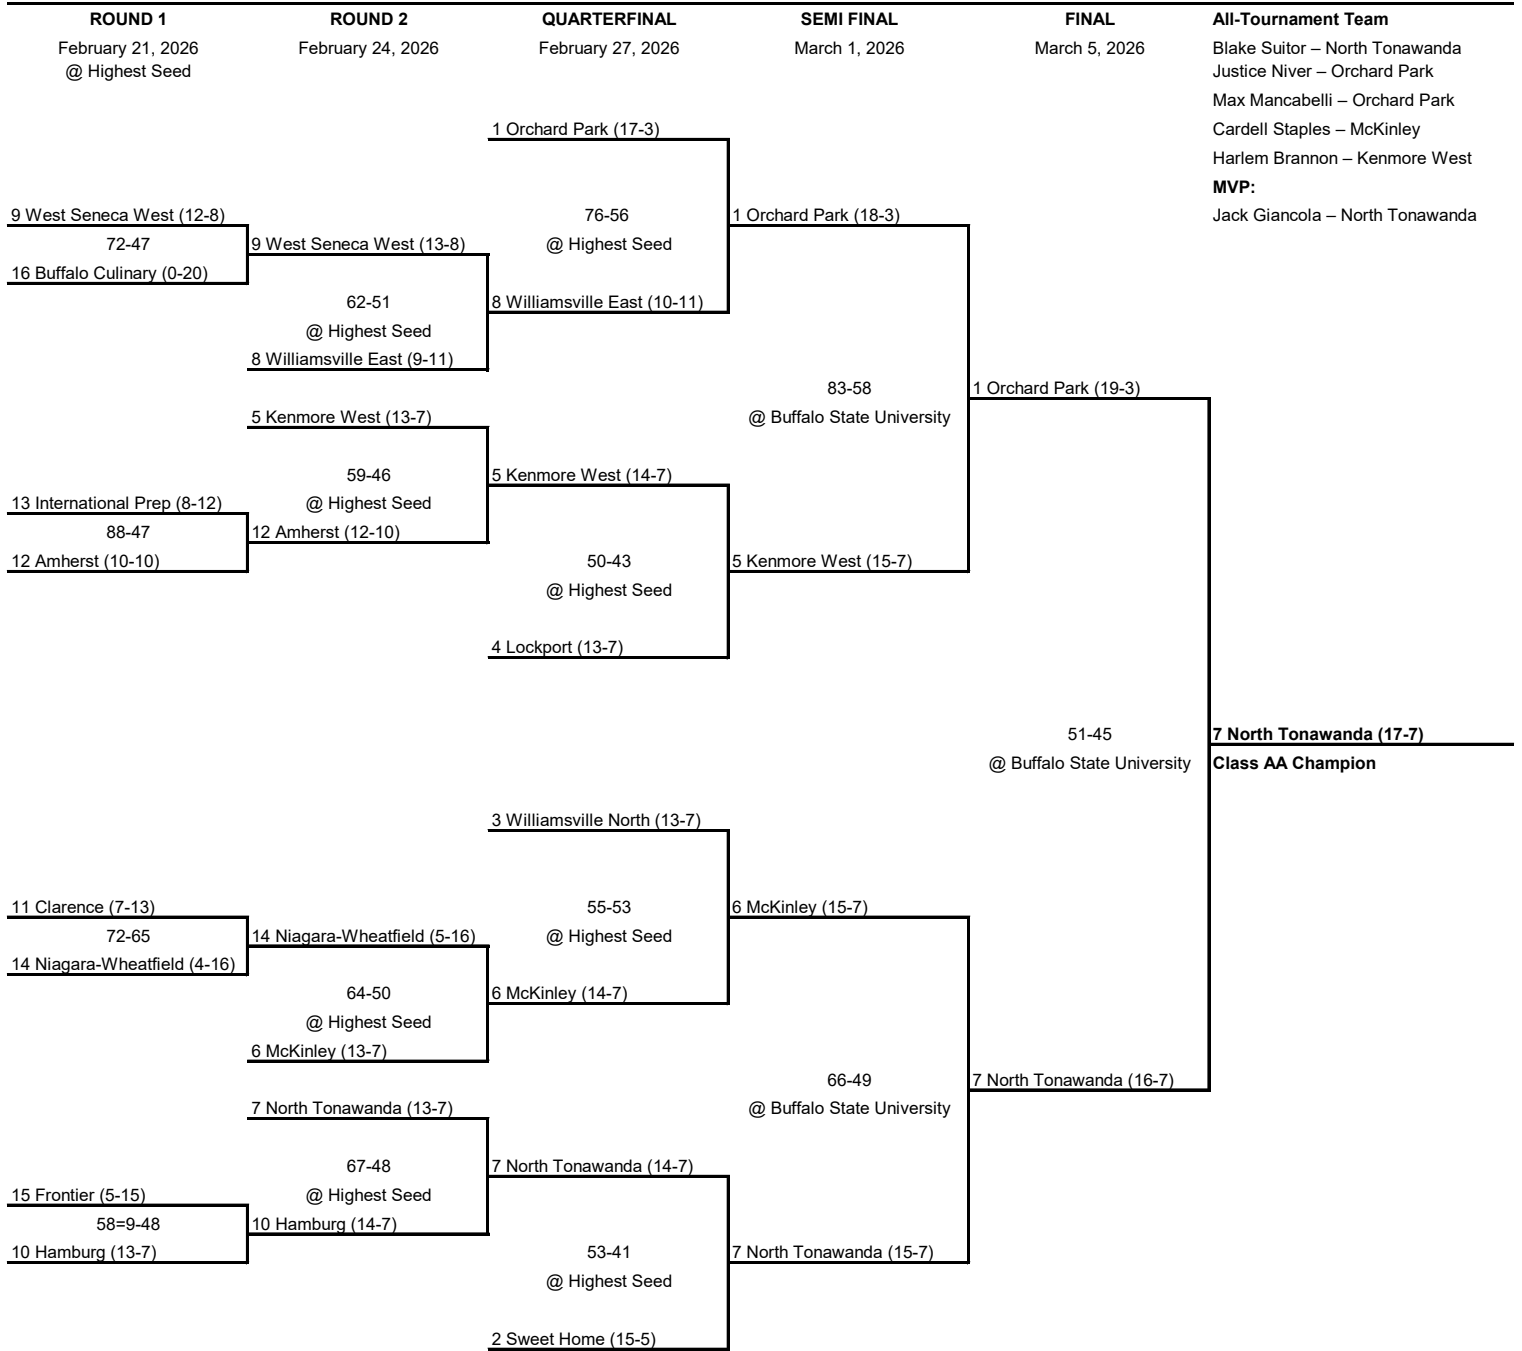 ROUND 1
February 21, 2026
@ Highest Seed
9 West Seneca West (12-8)
72-47
16 Buffalo Culinary (0-20)
13 International Prep (8-12)
88-47
12 Amherst (10-10)
11 Clarence (7-13)
72-65
14 Niagara-Wheatfield (4-16)
15 Frontier (5-15)
58=9-48
10 Hamburg (13-7)
ROUND 2
February 24, 2026
9 West Seneca West (13-8)
62-51
@ Highest Seed
8 Williamsville East (9-11)
5 Kenmore West (13-7)
59-46
@ Highest Seed
12 Amherst (12-10)
14 Niagara-Wheatfield (5-16)
64-50
@ Highest Seed
6 McKinley (13-7)
7 North Tonawanda (13-7)
67-48
@ Highest Seed
10 Hamburg (14-7)
QUARTERFINAL
February 27, 2026
1 Orchard Park (17-3)
76-56
@ Highest Seed
8 Williamsville East (10-11)
5 Kenmore West (14-7)
50-43
@ Highest Seed
4 Lockport (13-7)
3 Williamsville North (13-7)
55-53
@ Highest Seed
6 McKinley (14-7)
7 North Tonawanda (14-7)
53-41
@ Highest Seed
2 Sweet Home (15-5)
SEMI FINAL
March 1, 2026
1 Orchard Park (18-3)
83-58
@ Buffalo State University
5 Kenmore West (15-7)
6 McKinley (15-7)
66-49
@ Buffalo State University
7 North Tonawanda (15-7)
FINAL
March 5, 2026
1 Orchard Park (19-3)
51-45
@ Buffalo State University
7 North Tonawanda (16-7)
All-Tournament Team
Blake Suitor – North Tonawanda
Justice Niver – Orchard Park
Max Mancabelli – Orchard Park
Cardell Staples – McKinley
Harlem Brannon – Kenmore West
MVP:
Jack Giancola – North Tonawanda
7 North Tonawanda (17-7)
Class AA Champion